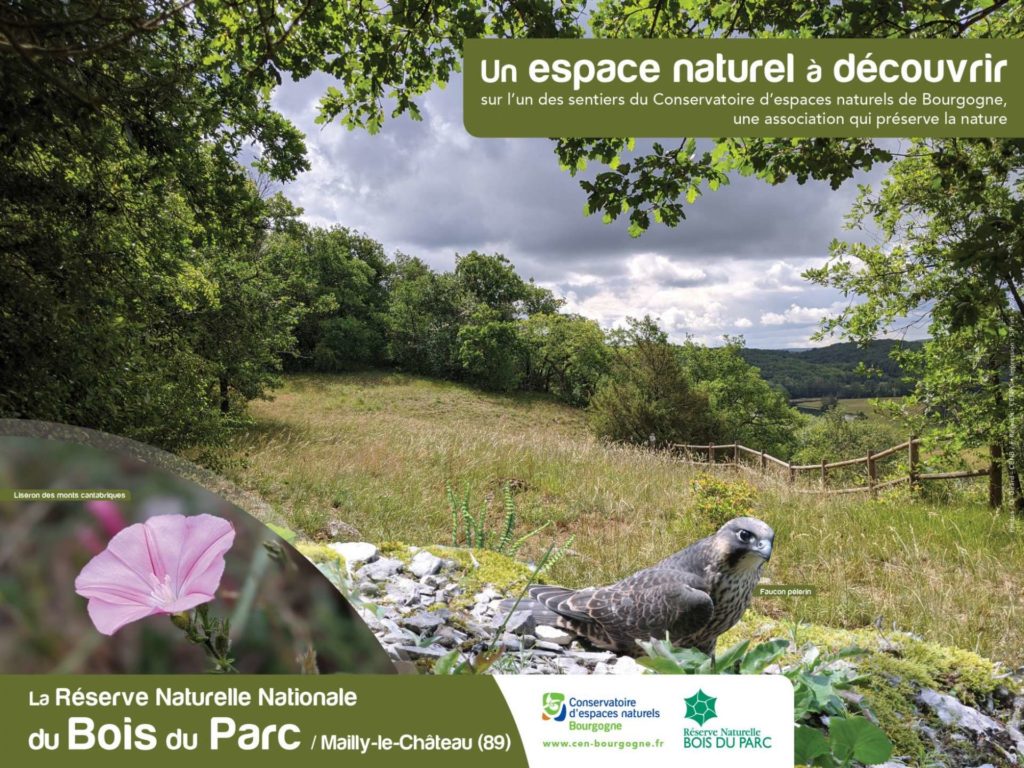 Un espace naturel à découvrir
sur l'un des sentiers du Conservatoire d'espaces naturels de Bourgogne,
une association qui préserve la nature
Liseron des monts cantabriques
Faucon pélerin
La Réserve Naturelle Nationale
du Bois du Parc / Mailly-le-Château (89)
Conservatoire
d'espaces naturels
Bourgogne
www.cen-bourgogne.fr
Réserve Naturelle
BOIS DU PARC